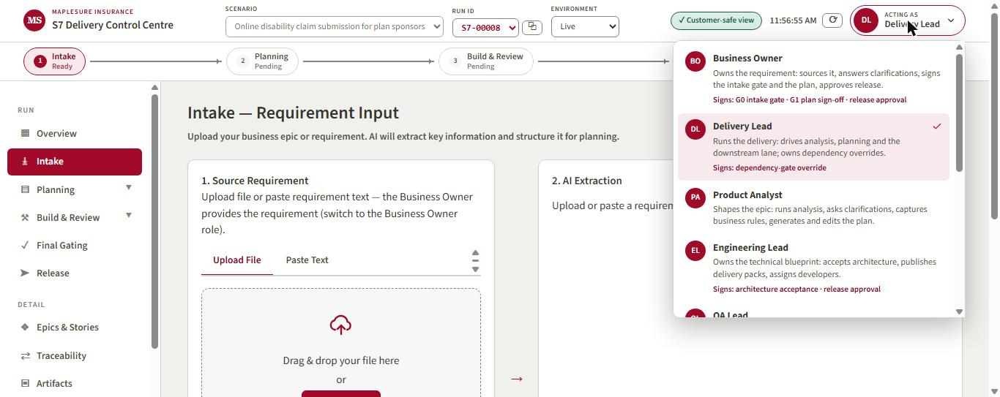 MS
MAPLESURE INSURANCE
S7 Delivery Control Centre
SCENARIO
Online disability claim submission for plan sponsors
RUN ID
S7-00008
ENVIRONMENT
Live
✓ Customer-safe view
11:56:55 AM
DL
ACTING AS
Delivery Lead
1
Intake
Ready
2
Planning
Pending
3
Build & Review
Pending
RUN
Overview
Intake
Planning
Build & Review
Final Gating
Release
DETAIL
Epics & Stories
Traceability
Artifacts
Intake — Requirement Input
Upload your business epic or requirement. AI will extract key information and structure it for planning.
1. Source Requirement
Upload file or paste requirement text — the Business Owner
provides the requirement (switch to the Business Owner
role).
Upload File
Paste Text
Drag & drop your file here
or
→
2. AI Extraction
Upload or paste a requirem
BO
Business Owner
Owns the requirement: sources it, answers clarifications, signs
the intake gate and the plan, approves release.
Signs: G0 intake gate · G1 plan sign-off · release approval
DL
Delivery Lead
Runs the delivery: drives analysis, planning and the
downstream lane; owns dependency overrides.
Signs: dependency-gate override
PA
Product Analyst
Shapes the epic: runs analysis, asks clarifications, captures
business rules, generates and edits the plan.
EL
Engineering Lead
Owns the technical blueprint: accepts architecture, publishes
delivery packs, assigns developers.
Signs: architecture acceptance · release approval
QA Lead